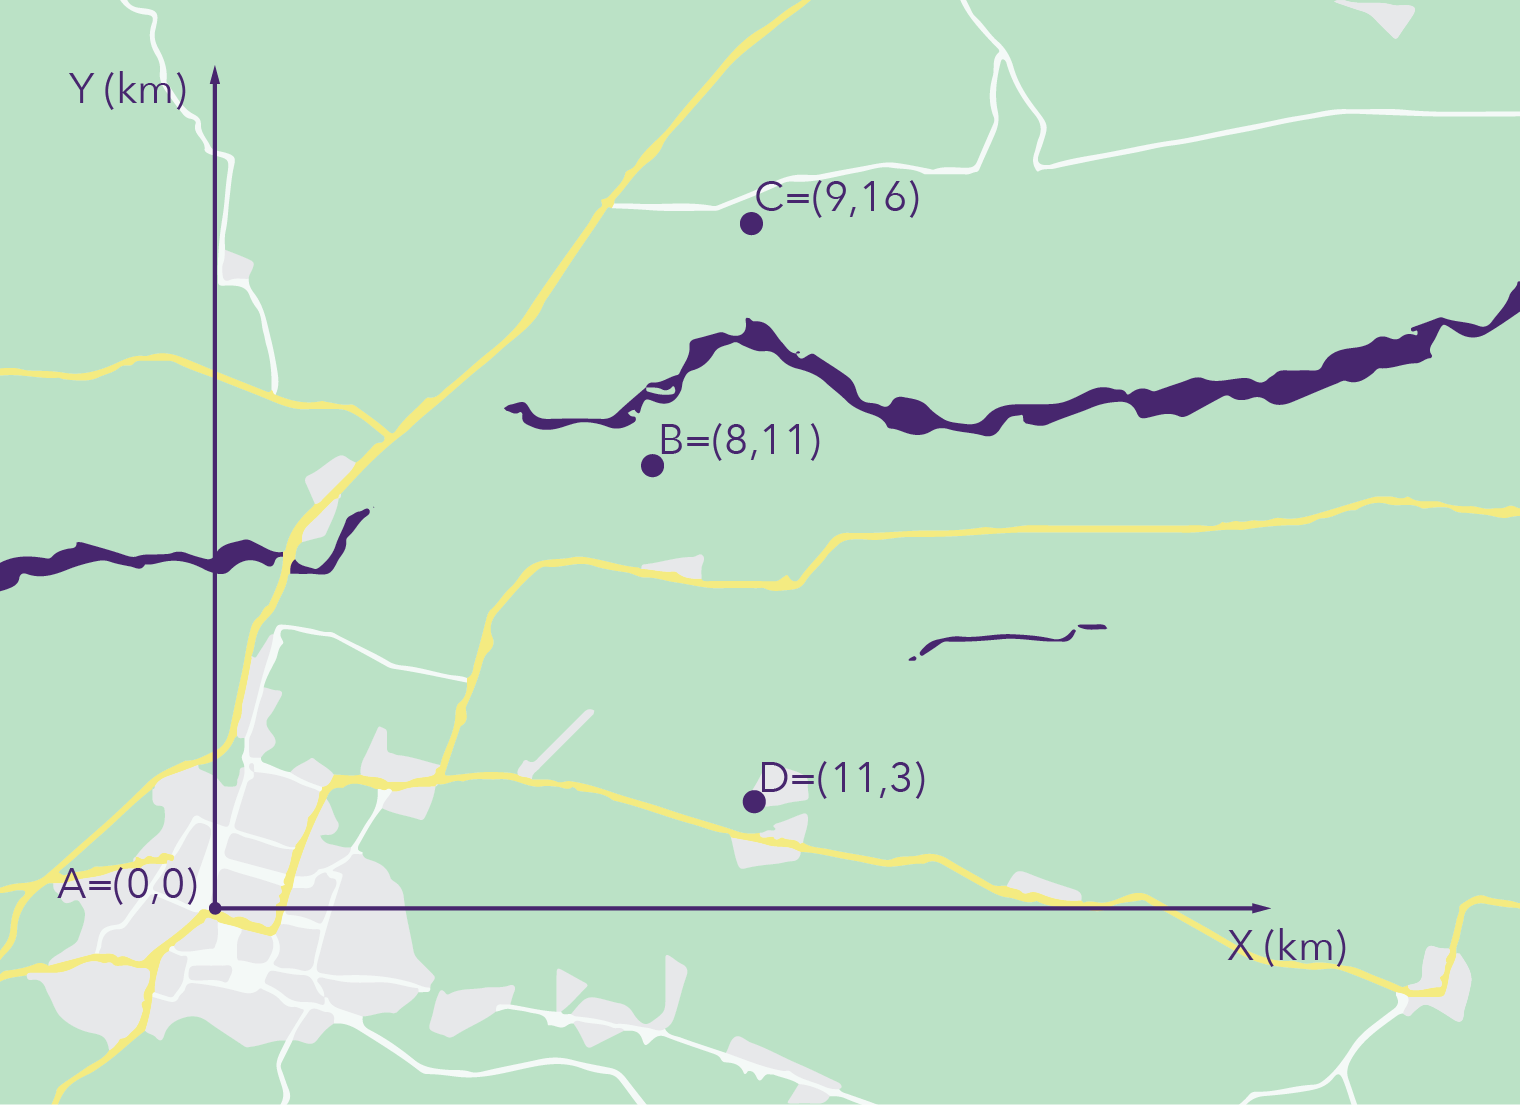 Y (km)
C=(9,16)
B=(8,11)
D=(11,3)
A=(0,0)
X (km)